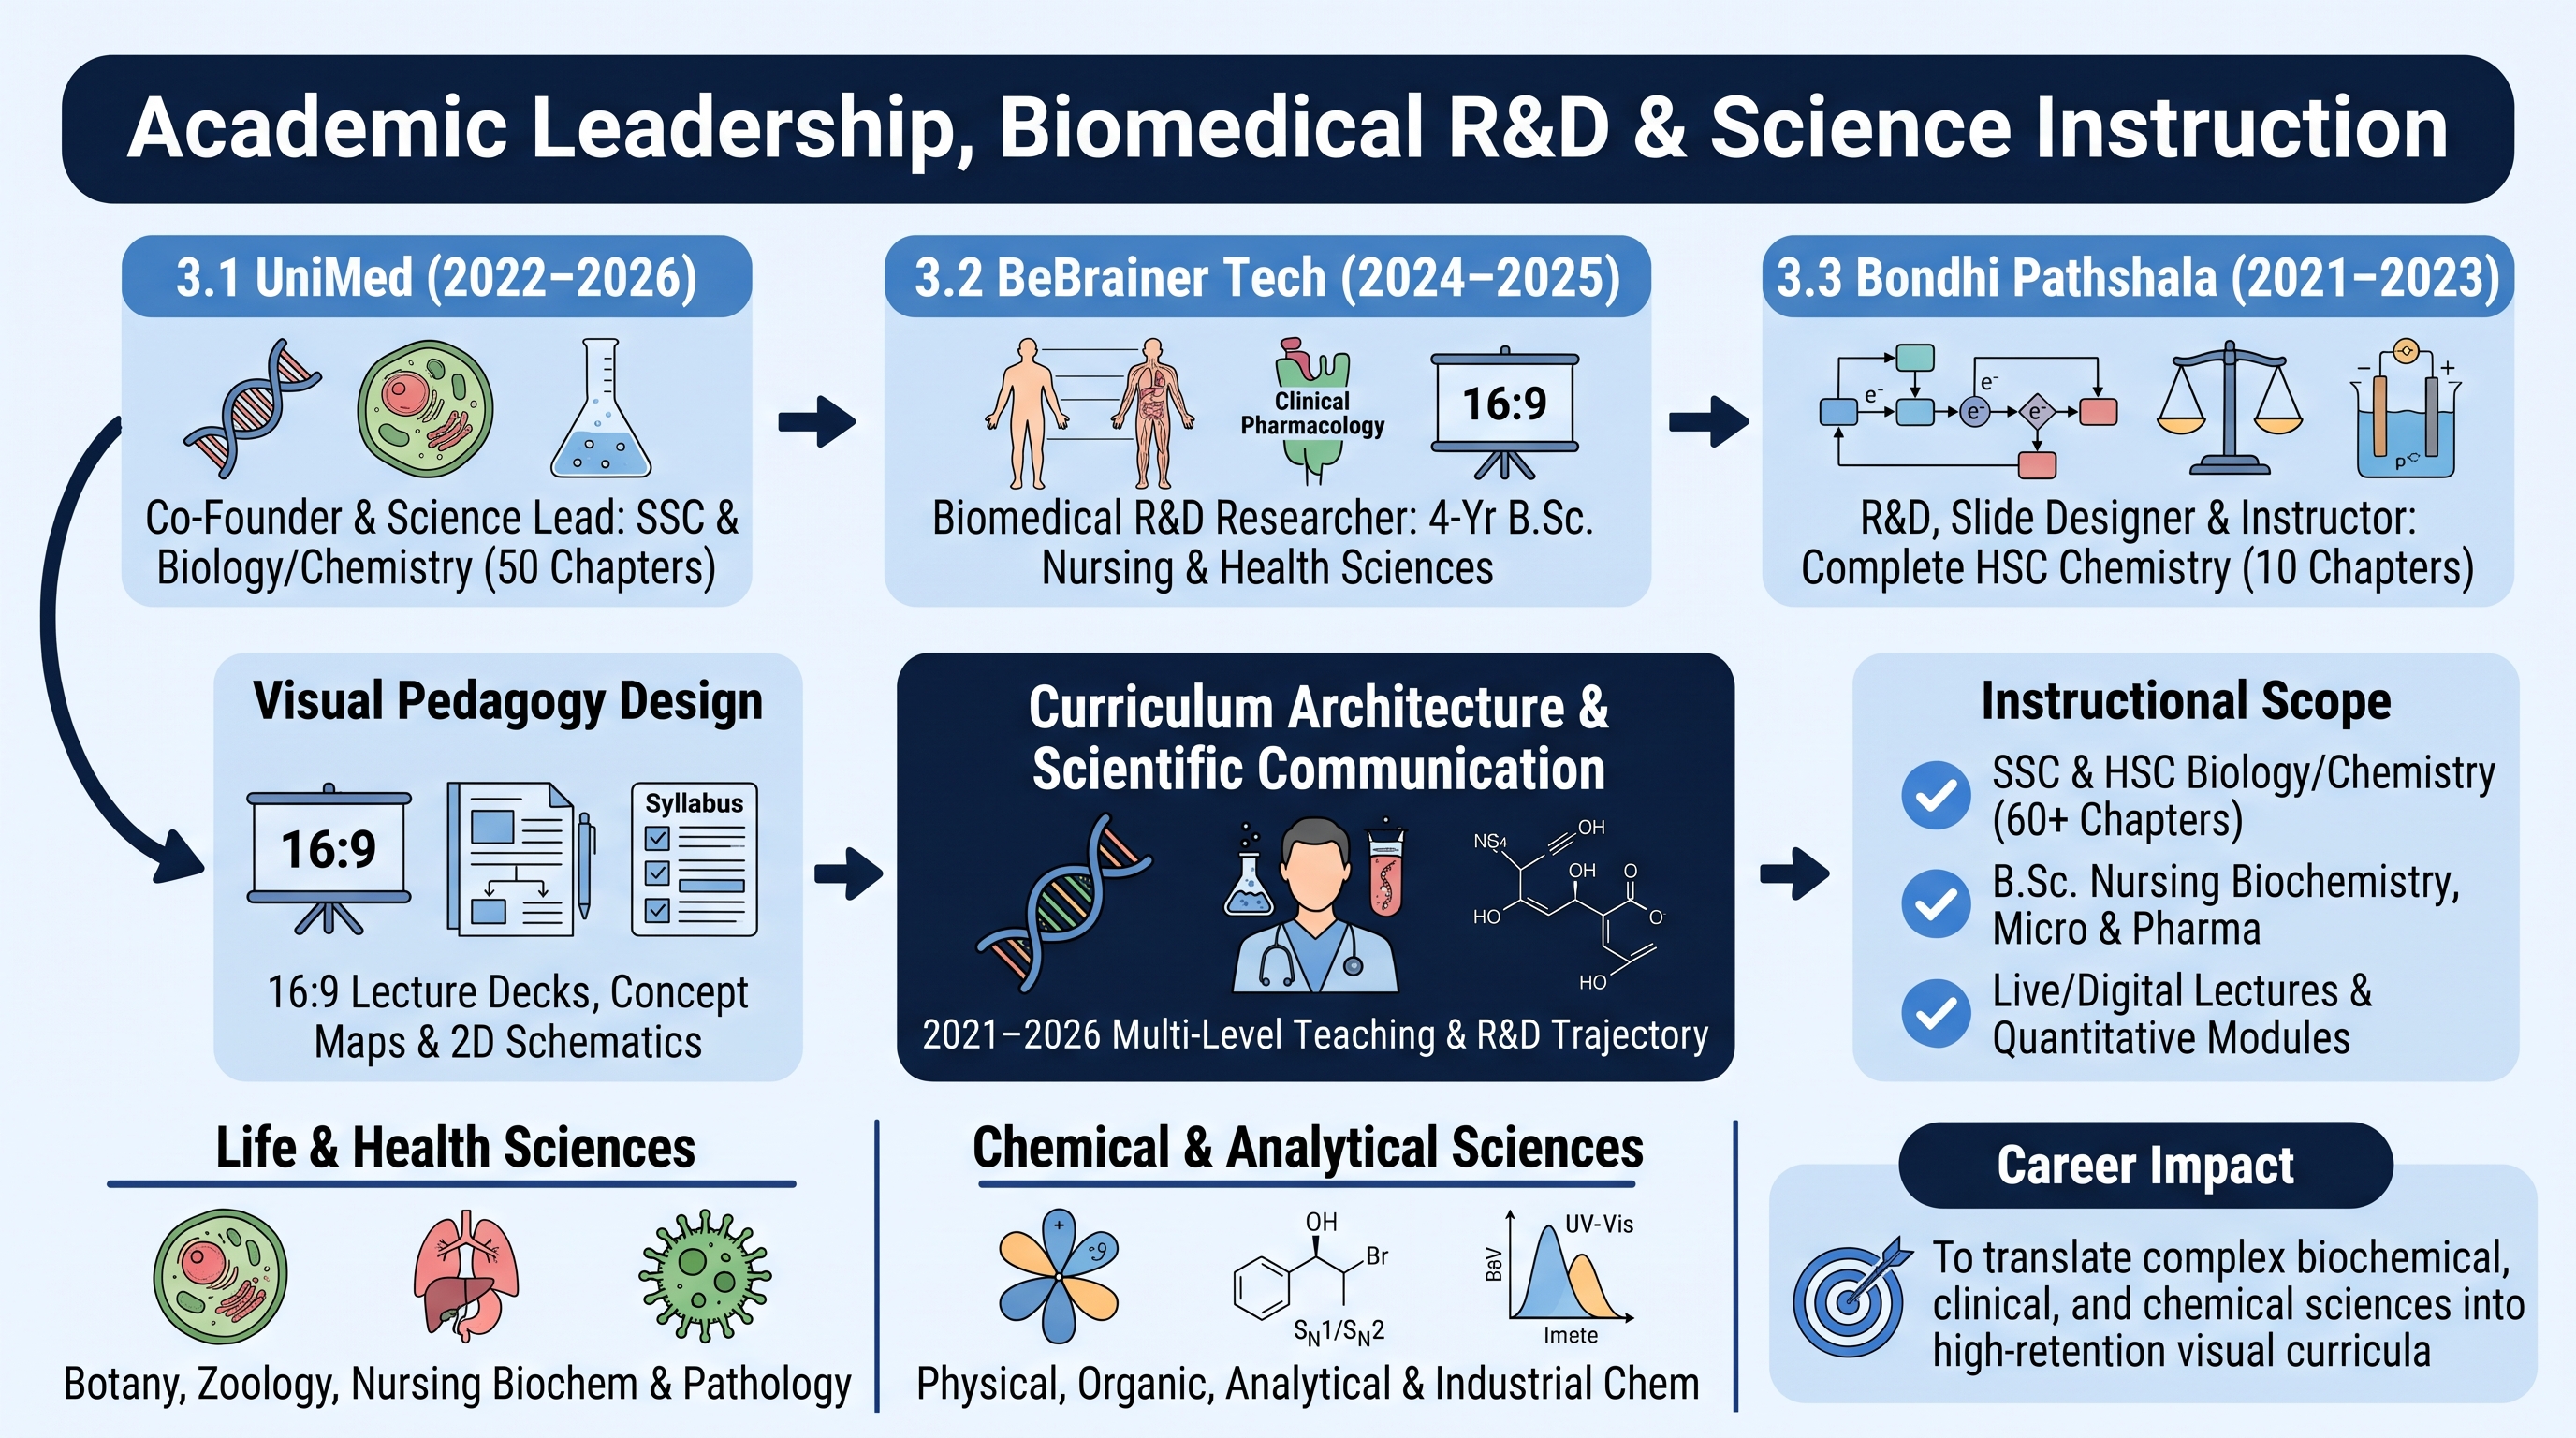 Academic Leadership, Biomedical R&D & Science Instruction
3.1 UniMed (2022–2026)
Co-Founder & Science Lead: SSC &
Biology/Chemistry (50 Chapters)
3.2 BeBrainer Tech (2024–2025)
Clinical
Pharmacology
16:9
Biomedical R&D Researcher: 4-Yr B.Sc.
Nursing & Health Sciences
3.3 Bondhi Pathshala (2021–2023)
e⁻
e⁻
e⁻
e⁻
− +
R&D, Slide Designer & Instructor:
Complete HSC Chemistry (10 Chapters)
Visual Pedagogy Design
16:9
Syllabus
16:9 Lecture Decks, Concept
Maps & 2D Schematics
Curriculum Architecture &
Scientific Communication
NS4
OH
OH
O
HO
O
HO
2021–2026 Multi-Level Teaching & R&D Trajectory
Instructional Scope
SSC & HSC Biology/Chemistry
(60+ Chapters)
B.Sc. Nursing Biochemistry,
Micro & Pharma
Live/Digital Lectures &
Quantitative Modules
Life & Health Sciences
Botany, Zoology, Nursing Biochem & Pathology
Chemical & Analytical Sciences
+
OH
Br
S_N1/S_N2
UV-Vis
Imete
Physical, Organic, Analytical & Industrial Chem
Career Impact
To translate complex biochemical,
clinical, and chemical sciences into
high-retention visual curricula